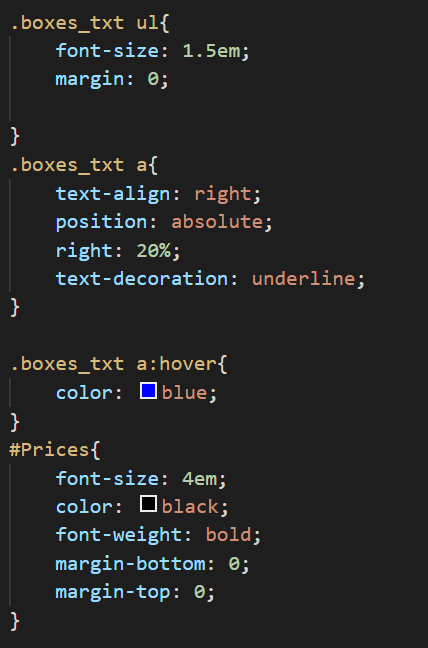 .boxes_txt ul{
    font-size: 1.5em;
    margin: 0;

}
.boxes_txt a{
    text-align: right;
    position: absolute;
    right: 20%;
    text-decoration: underline;
}

.boxes_txt a:hover{
    color: blue;
}
#Prices{
    font-size: 4em;
    color: black;
    font-weight: bold;
    margin-bottom: 0;
    margin-top: 0;
}